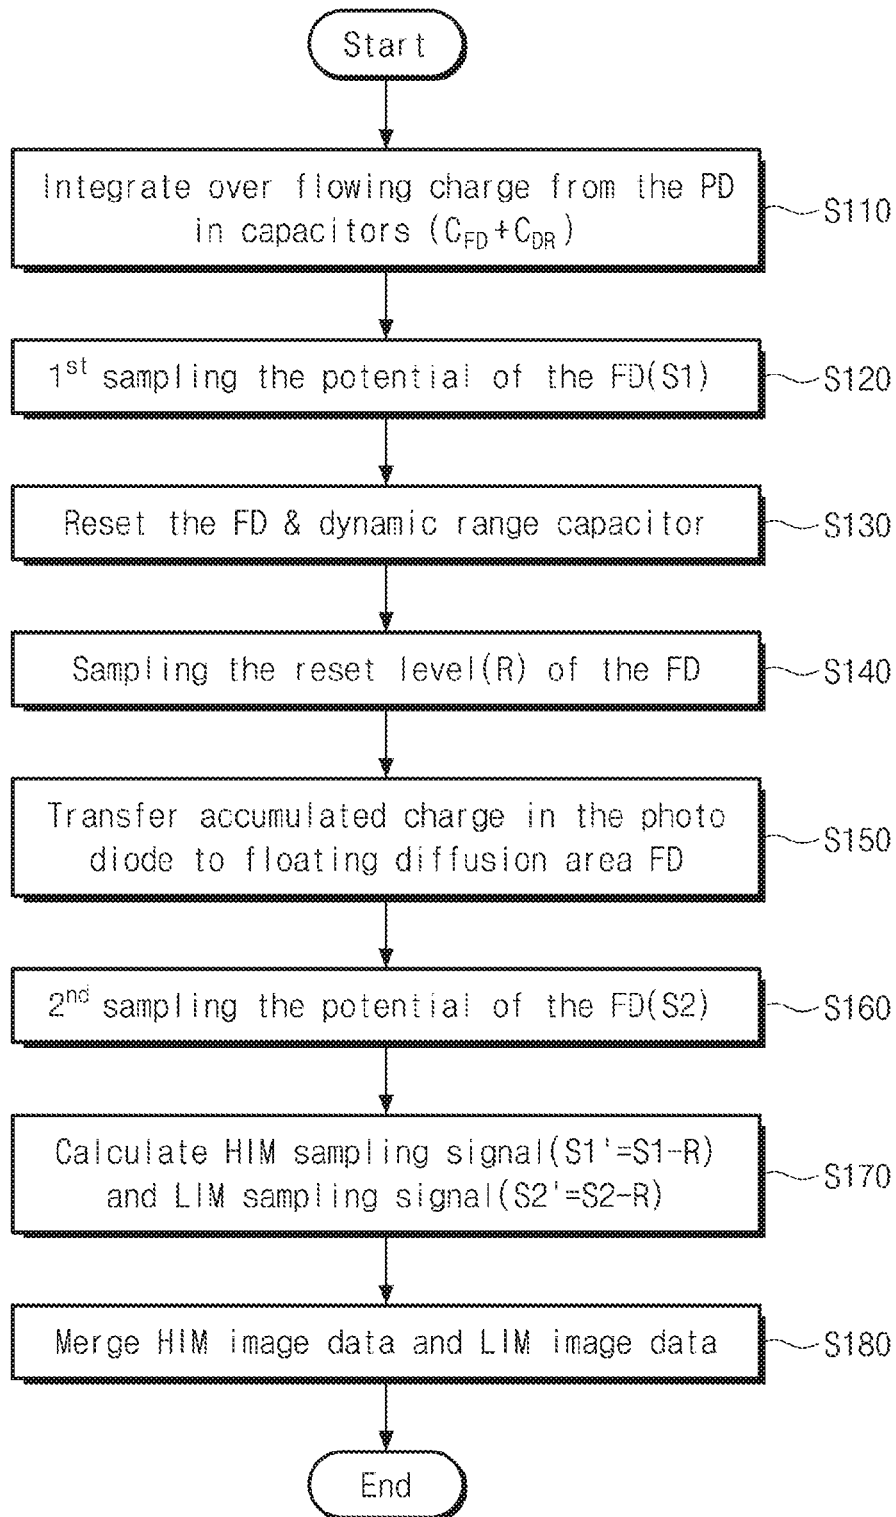 Start
Integrate over flowing charge from the PD
in capacitors (C_FD+C_DR)
S110
1st sampling the potential of the FD(S1)
S120
Reset the FD & dynamic range capacitor
S130
Sampling the reset level(R) of the FD
S140
Transfer accumulated charge in the photo
diode to floating diffusion area FD
S150
2nd sampling the potential of the FD(S2)
S160
Calculate HIM sampling signal(S1'=S1-R)
and LIM sampling signal(S2'=S2-R)
S170
Merge HIM image data and LIM image data
S180
End